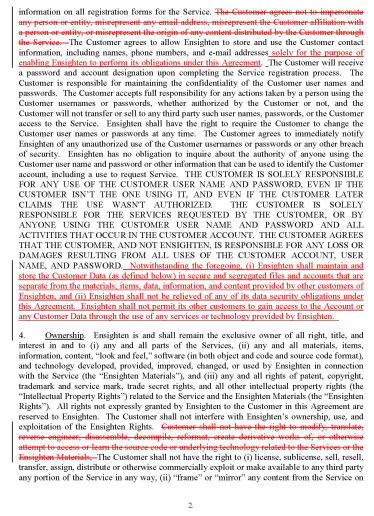 information on all registration forms for the Service. The Customer agrees not to impersonate
any person or entity, misrepresent any email address, misrepresent the Customer affiliation with
a person or entity, or misrepresent the origin of any content distributed by the Customer through
the Service. The Customer agrees to allow Ensighten to store and use the Customer contact
information, including names, phone numbers, and e-mail addresses solely for the purpose of
enabling Ensighten to perform its obligations under this Agreement. The Customer will receive
a password and account designation upon completing the Service registration process. The
Customer is responsible for maintaining the confidentiality of the Customer user names and
passwords. The Customer accepts full responsibility for any actions taken by a person using the
Customer usernames or passwords, whether authorized by the Customer or not, and the
Customer will not transfer or sell to any third party such user names, passwords, or the Customer
access to the Service. Ensighten shall have the right to require the Customer to change the
Customer user names or passwords at any time. The Customer agrees to immediately notify
Ensighten of any unauthorized use of the Customer usernames or passwords or any other breach
of security. Ensighten has no obligation to inquire about the authority of anyone using the
Customer user name and password or other information that can be used to identify the Customer
account, including a use to request Service. THE CUSTOMER IS SOLELY RESPONSIBLE
FOR ANY USE OF THE CUSTOMER USER NAME AND PASSWORD, EVEN IF THE
CUSTOMER ISN'T THE ONE USING IT, AND EVEN IF THE CUSTOMER LATER
CLAIMS THE USE WASN'T AUTHORIZED. THE CUSTOMER IS SOLELY
RESPONSIBLE FOR THE SERVICES REQUESTED BY THE CUSTOMER, OR BY
ANYONE USING THE CUSTOMER USER NAME AND PASSWORD AND ALL
ACTIVITIES THAT OCCUR IN THE CUSTOMER ACCOUNT. THE CUSTOMER AGREES
THAT THE CUSTOMER, AND NOT ENSIGHTEN, IS RESPONSIBLE FOR ANY LOSS OR
DAMAGES RESULTING FROM ALL USES OF THE CUSTOMER ACCOUNT, USER
NAME, AND PASSWORD. Notwithstanding the foregoing, (i) Ensighten shall maintain and
store the Customer Data (as defined below) in secure and segregated files and accounts that are
separate from the materials, items, data, information, and content provided by other customers
of Ensighten, and (ii) Ensighten shall not be relieved of any of its data security obligations under
this Agreement. Ensighten shall not permit its other customers to gain access to the Account or
any Customer Data through the use of any services or technology provided by Ensighten.
4. Ownership. Ensighten is and shall remain the exclusive owner of all right, title, and
interest in and to (i) any and all parts of the Services, (ii) any and all materials, items,
information, content, "look and feel," software (in both object and code and source code format),
and technology developed, provided, improved, changed, or used by Ensighten in connection
with the Service (the "Ensighten Materials"), and (iii) any and all rights of patent, copyright,
trademark and service mark, trade secret rights, and all other intellectual property rights (the
"Intellectual Property Rights") related to the Service and the Ensighten Materials (the "Ensighten
Rights"). All rights not expressly granted by Ensighten to the Customer in this Agreement are
reserved to Ensighten. The Customer shall not interfere with Ensighten's ownership, use, and
exploitation of the Ensighten Rights. Customer shall not have the right to modify, translate,
reverse engineer, disassemble, decompile, reformat, create derivative works of, or otherwise
attempt to access or learn the source code or underlying technology related to the Services or the
Ensighten Materials. The Customer shall not have the right to (i) license, sublicense, sell, resell,
transfer, assign, distribute or otherwise commercially exploit or make available to any third party
any portion of the Service in any way, (ii) "frame" or "mirror" any content from the Service on
2